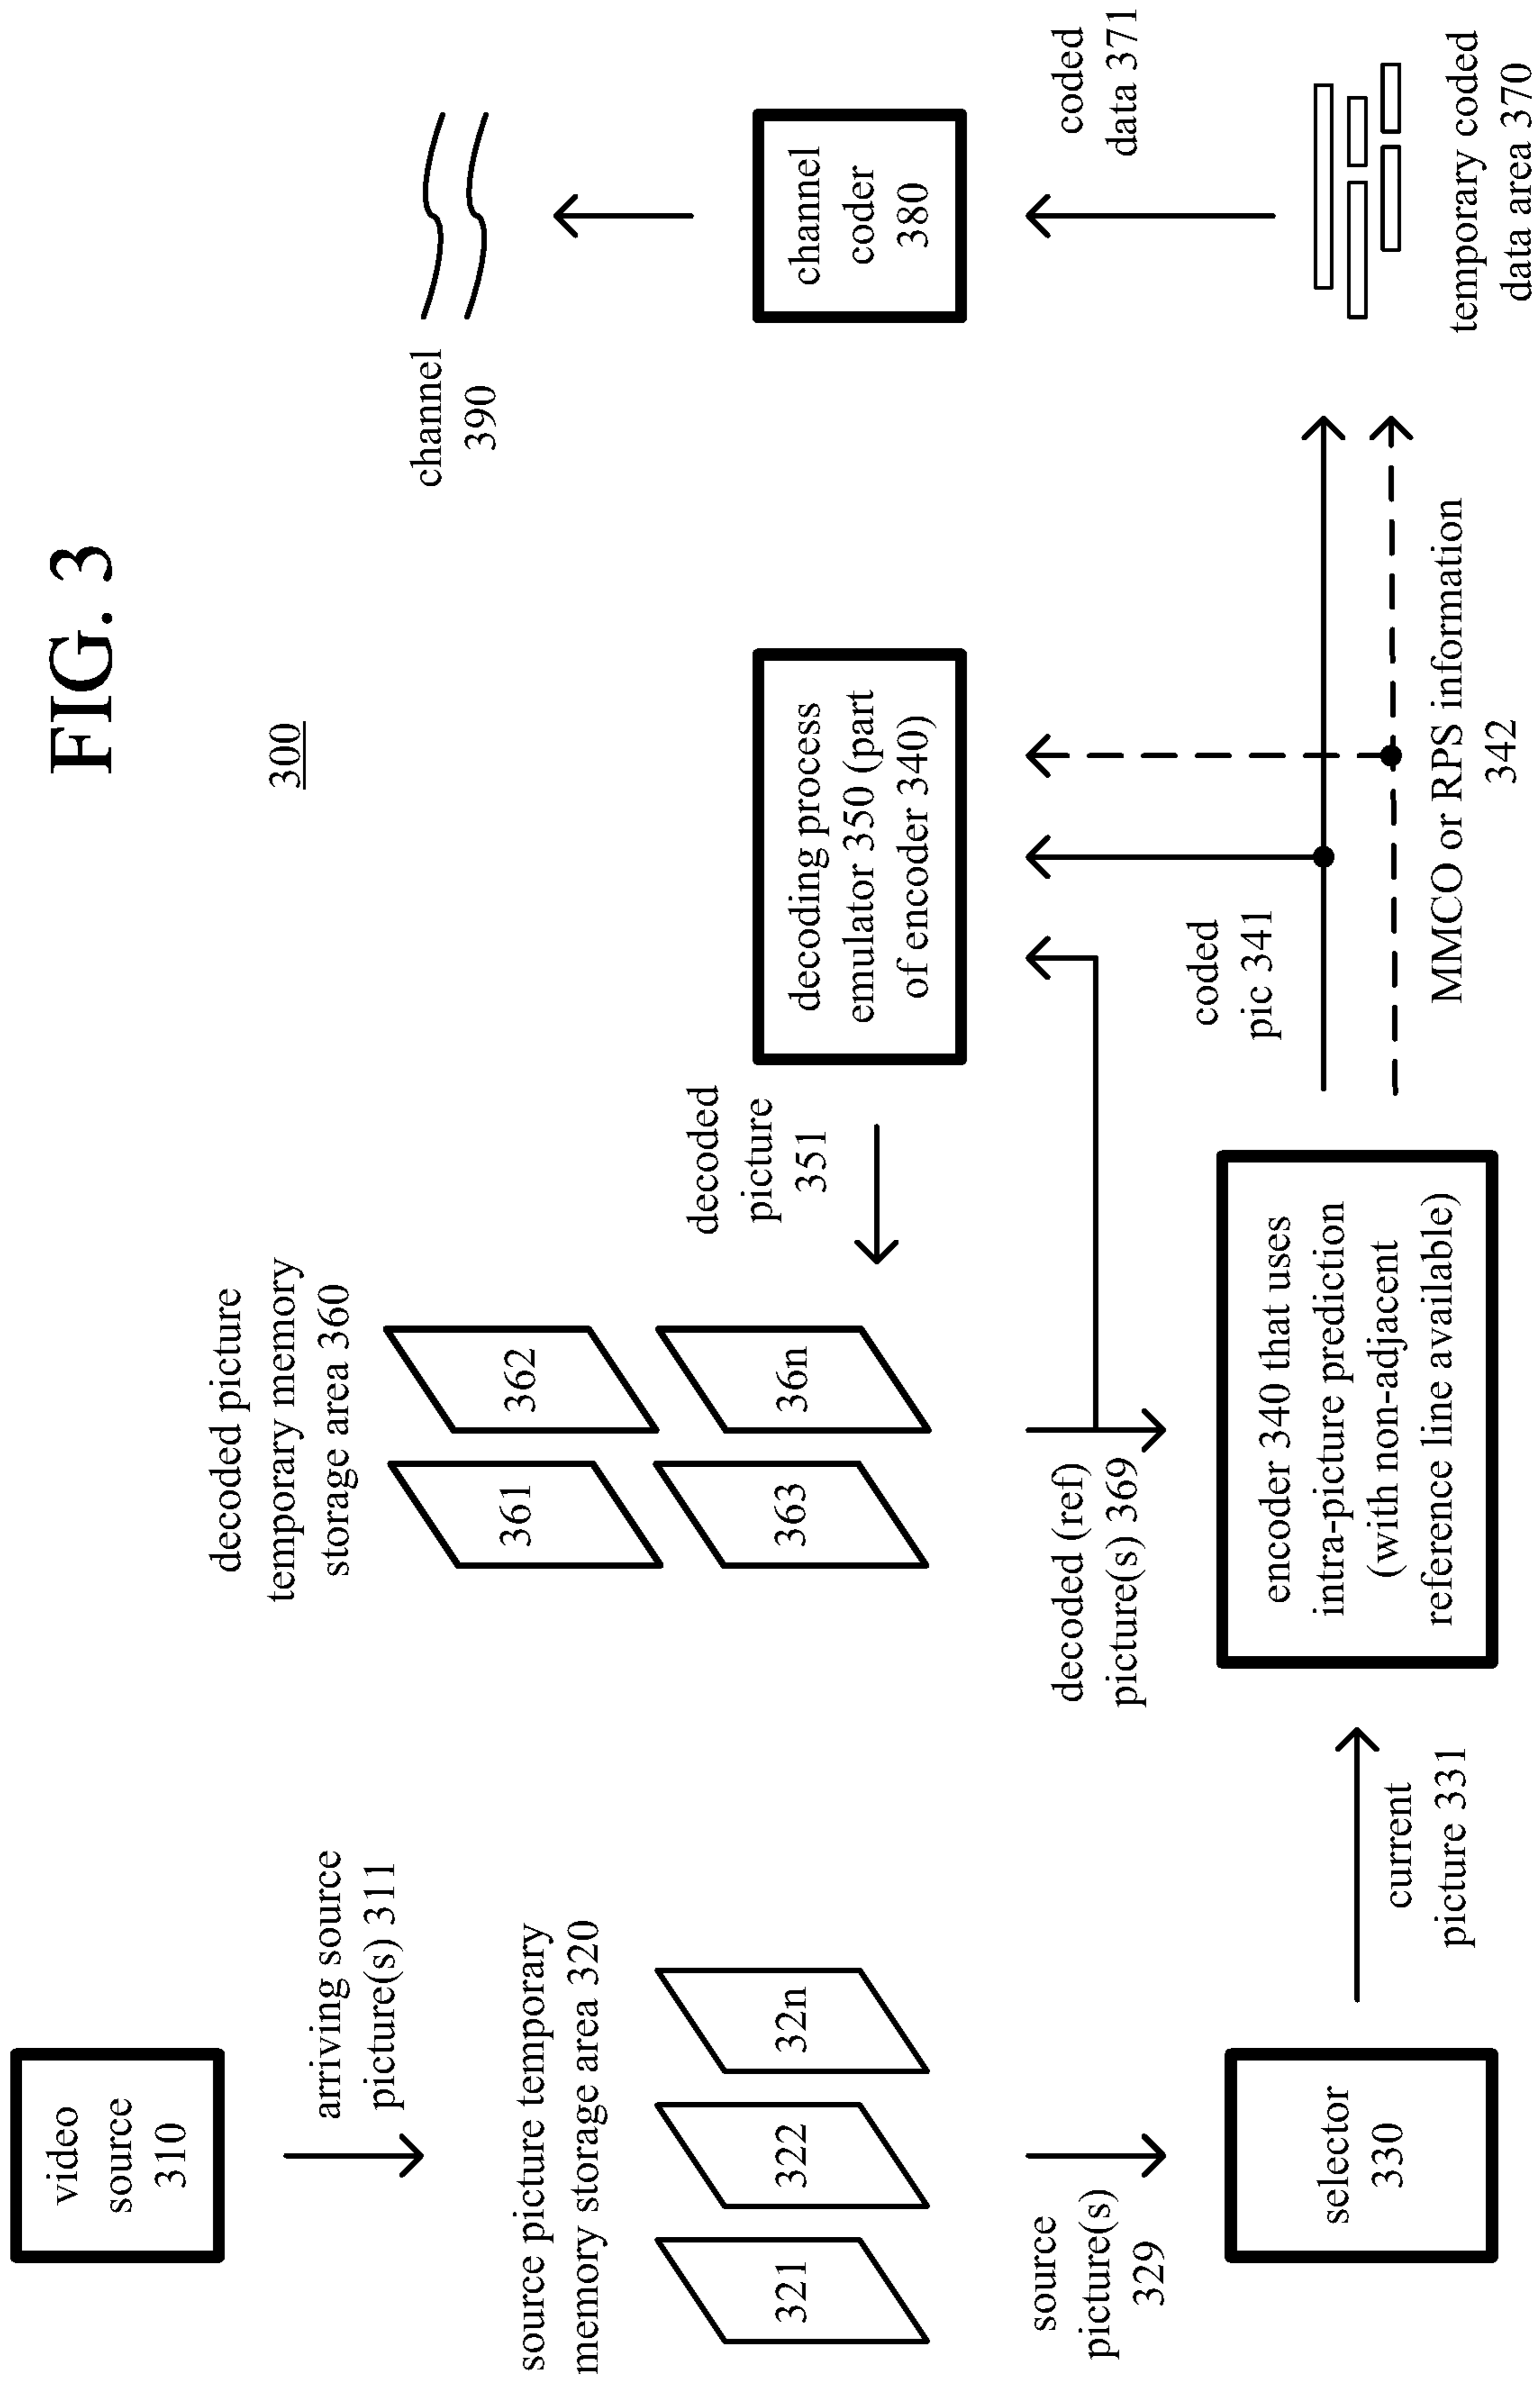 FIG. 3
300
video
source
310
arriving source
picture(s) 311
source picture temporary
memory storage area 320
321
322
32n
source
picture(s)
329
selector
330
current
picture 331
decoded picture
temporary memory
storage area 360
361
362
363
36n
decoded (ref)
picture(s) 369
encoder 340 that uses
intra-picture prediction
(with non-adjacent
reference line available)
decoded
picture
351
decoding process
emulator 350 (part
of encoder 340)
coded
pic 341
MMCO or RPS information
342
channel
390
channel
coder
380
coded
data 371
temporary coded
data area 370